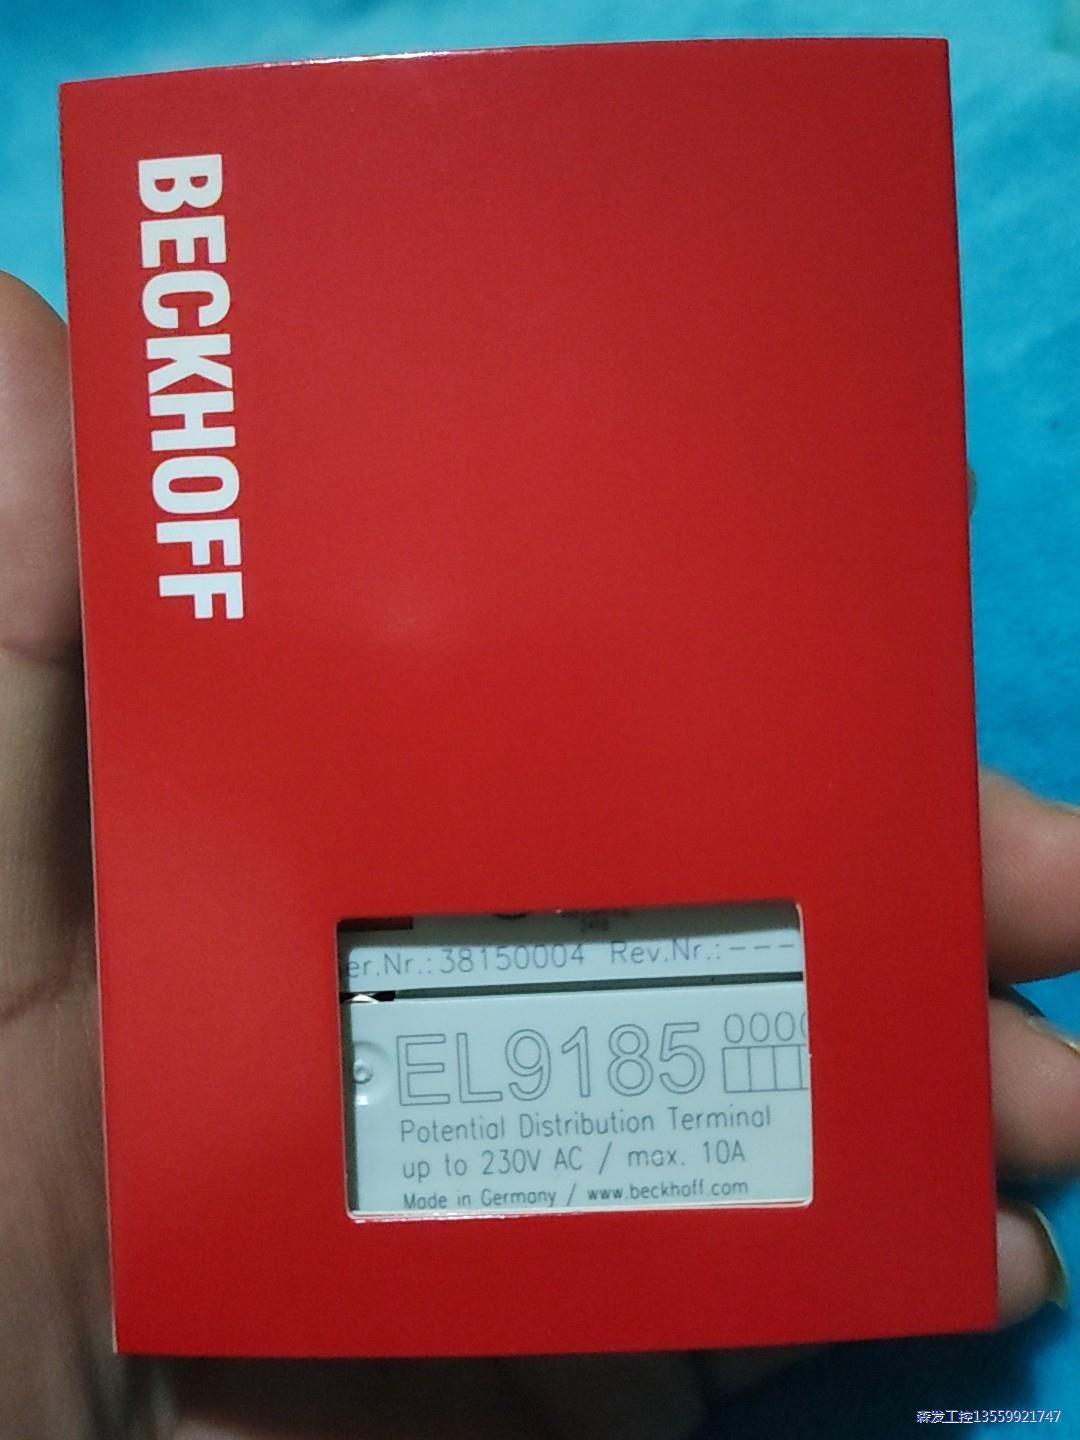 BECKHOFF
er.Nr.: 38150004 Rev.Nr.: ---
EL9185 000
Potential Distribution Terminal
up to 230V AC / max. 10A
Made in Germany / www.beckhoff.com
森发工控13559921747